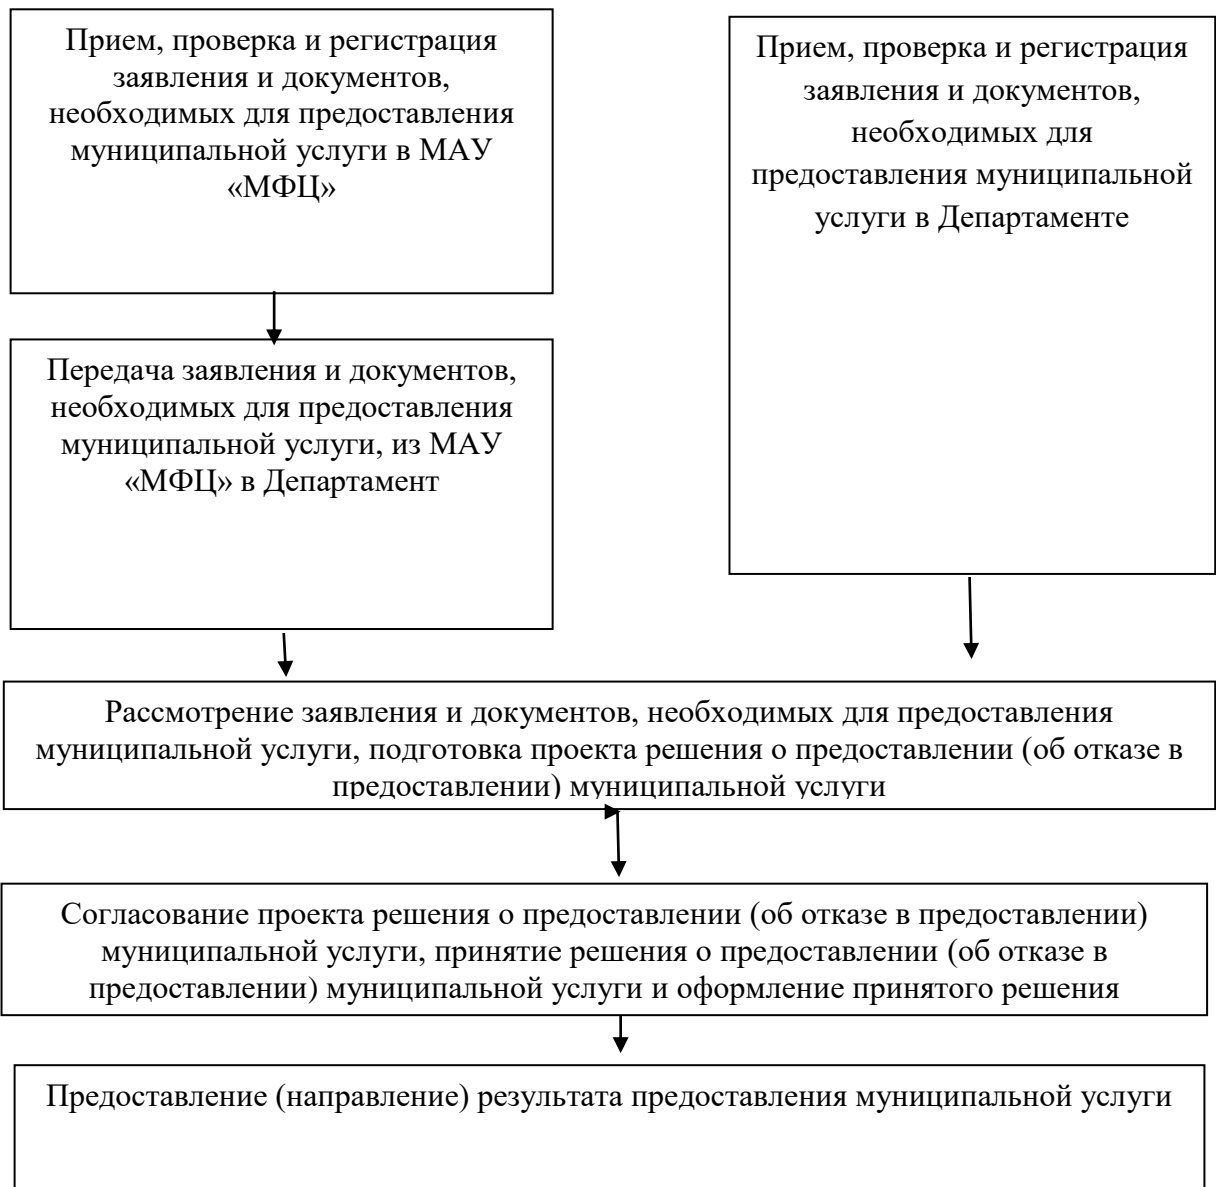 Прием, проверка и регистрация
заявления и документов,
необходимых для предоставления
муниципальной услуги в МАУ
«МФЦ»
Прием, проверка и регистрация
заявления и документов,
необходимых для
предоставления муниципальной
услуги в Департаменте
Передача заявления и документов,
необходимых для предоставления
муниципальной услуги, из МАУ
«МФЦ» в Департамент
Рассмотрение заявления и документов, необходимых для предоставления
муниципальной услуги, подготовка проекта решения о предоставлении (об отказе в
предоставлении) муниципальной услуги
Согласование проекта решения о предоставлении (об отказе в предоставлении)
муниципальной услуги, принятие решения о предоставлении (об отказе в
предоставлении) муниципальной услуги и оформление принятого решения
Предоставление (направление) результата предоставления муниципальной услуги